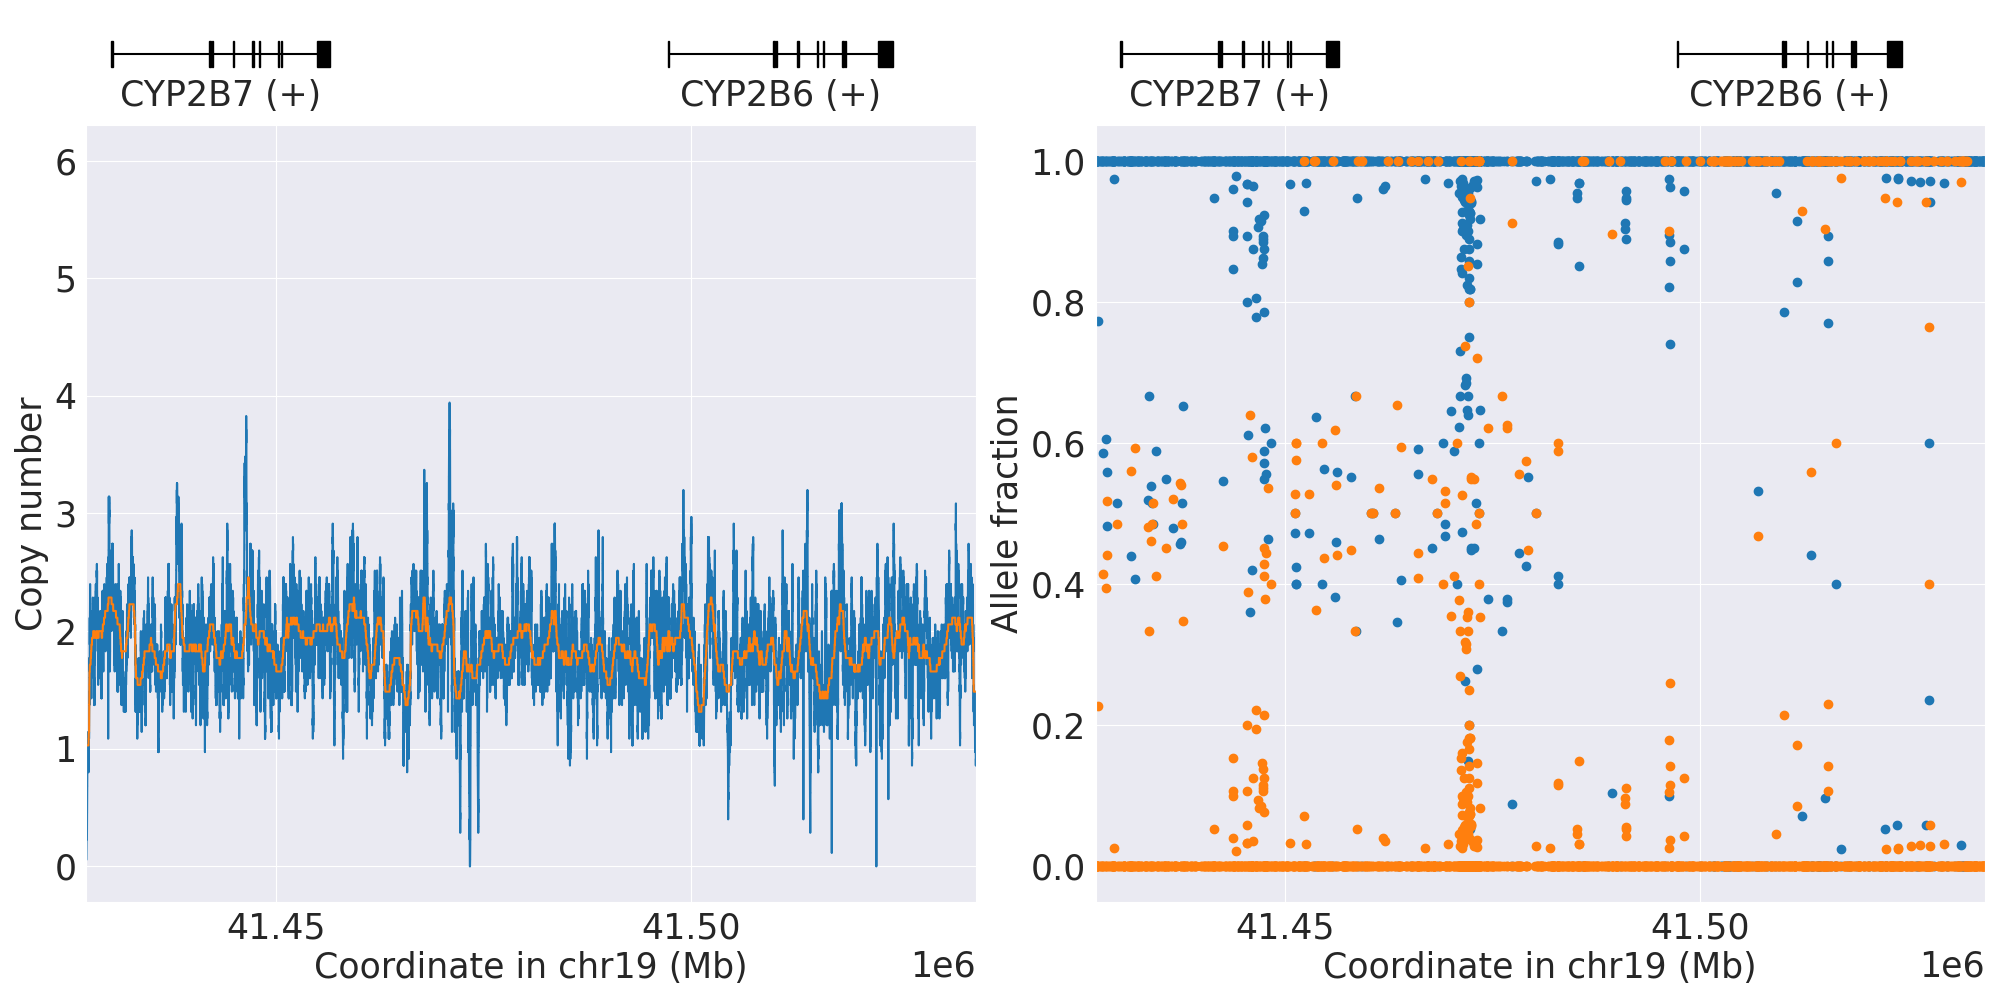 CYP2B7 (+)
CYP2B6 (+)
CYP2B7 (+)
CYP2B6 (+)
Copy number
6
5
4
3
2
1
0
41.45
41.50
Coordinate in chr19 (Mb)
1e6
Allele fraction
1.0
0.8
0.6
0.4
0.2
0.0
41.45
41.50
Coordinate in chr19 (Mb)
1e6